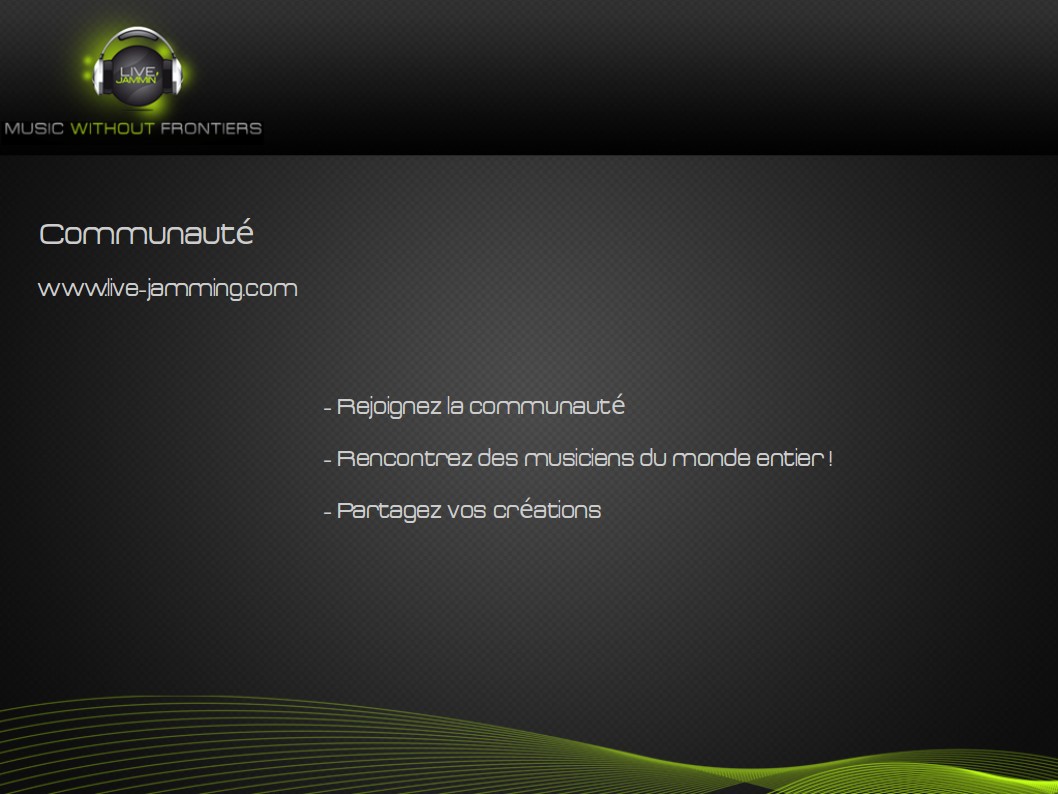 LIVE
JAMMIN'
MUSIC WITHOUT FRONTIERS
Communauté
www.live-jamming.com
- Rejoignez la communauté
- Rencontrez des musiciens du monde entier !
- Partagez vos créations